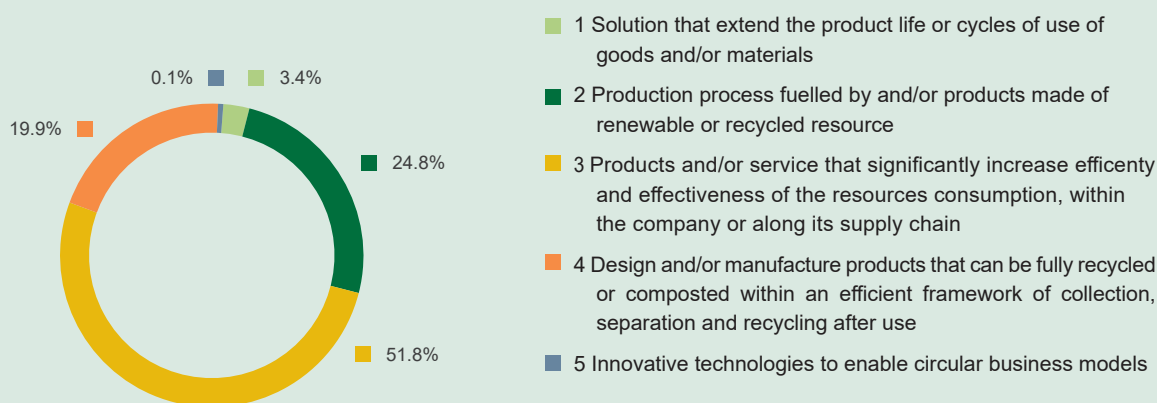 0.1%
3.4%
19.9%
24.8%
51.8%
1 Solution that extend the product life or cycles of use of
goods and/or materials
2 Production process fuelled by and/or products made of
renewable or recycled resource
3 Products and/or service that significantly increase efficenty
and effectiveness of the resources consumption, within
the company or along its supply chain
4 Design and/or manufacture products that can be fully recycled
or composted within an efficient framework of collection,
separation and recycling after use
5 Innovative technologies to enable circular business models